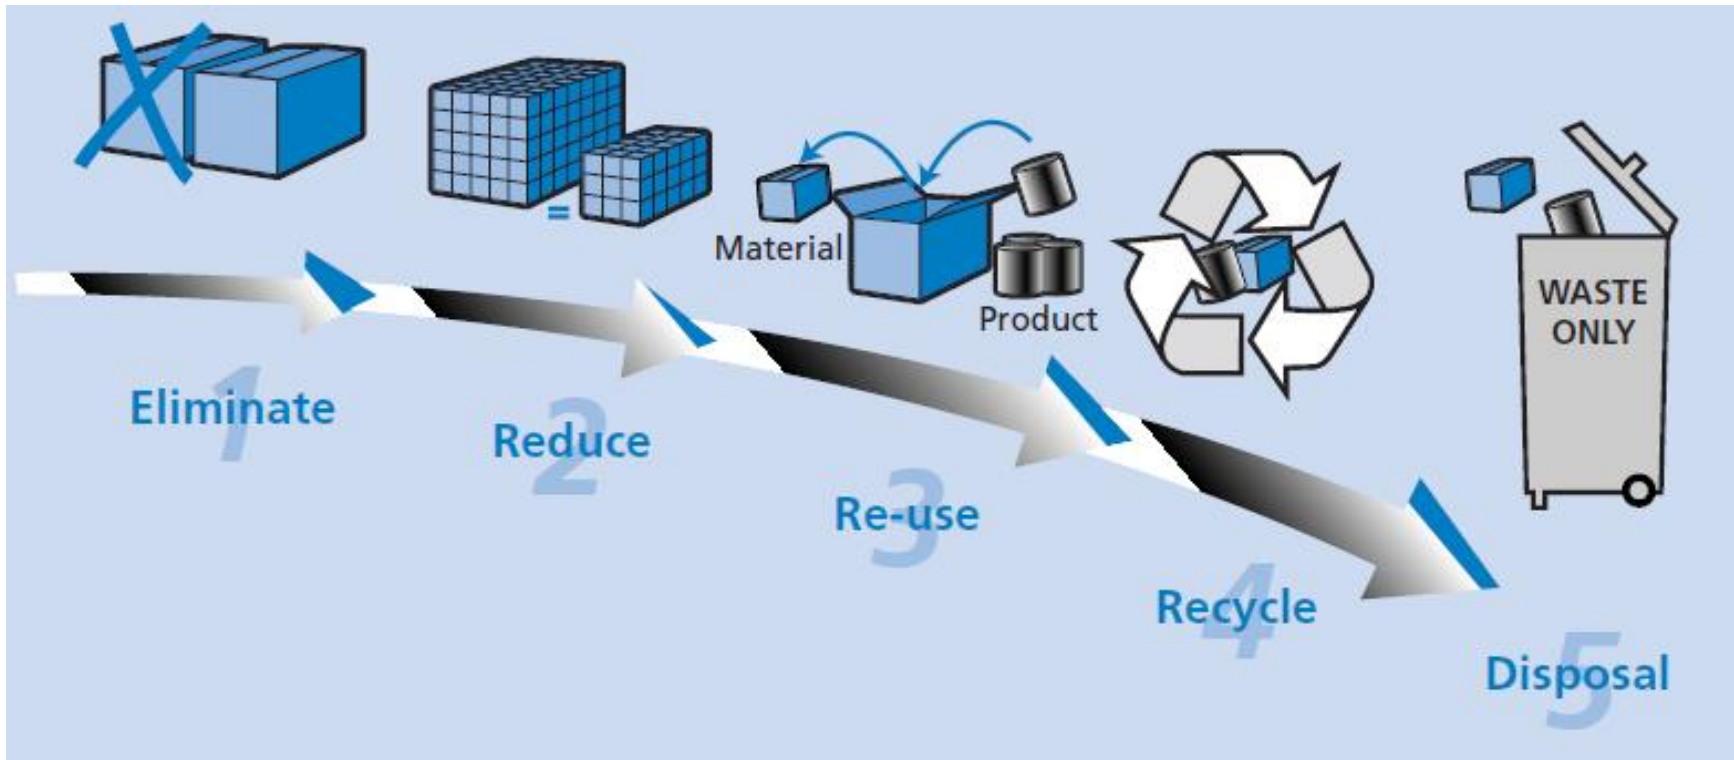 Material
Product
WASTE
ONLY
1
Eliminate
2
Reduce
3
Re-use
4
Recycle
5
Disposal
=